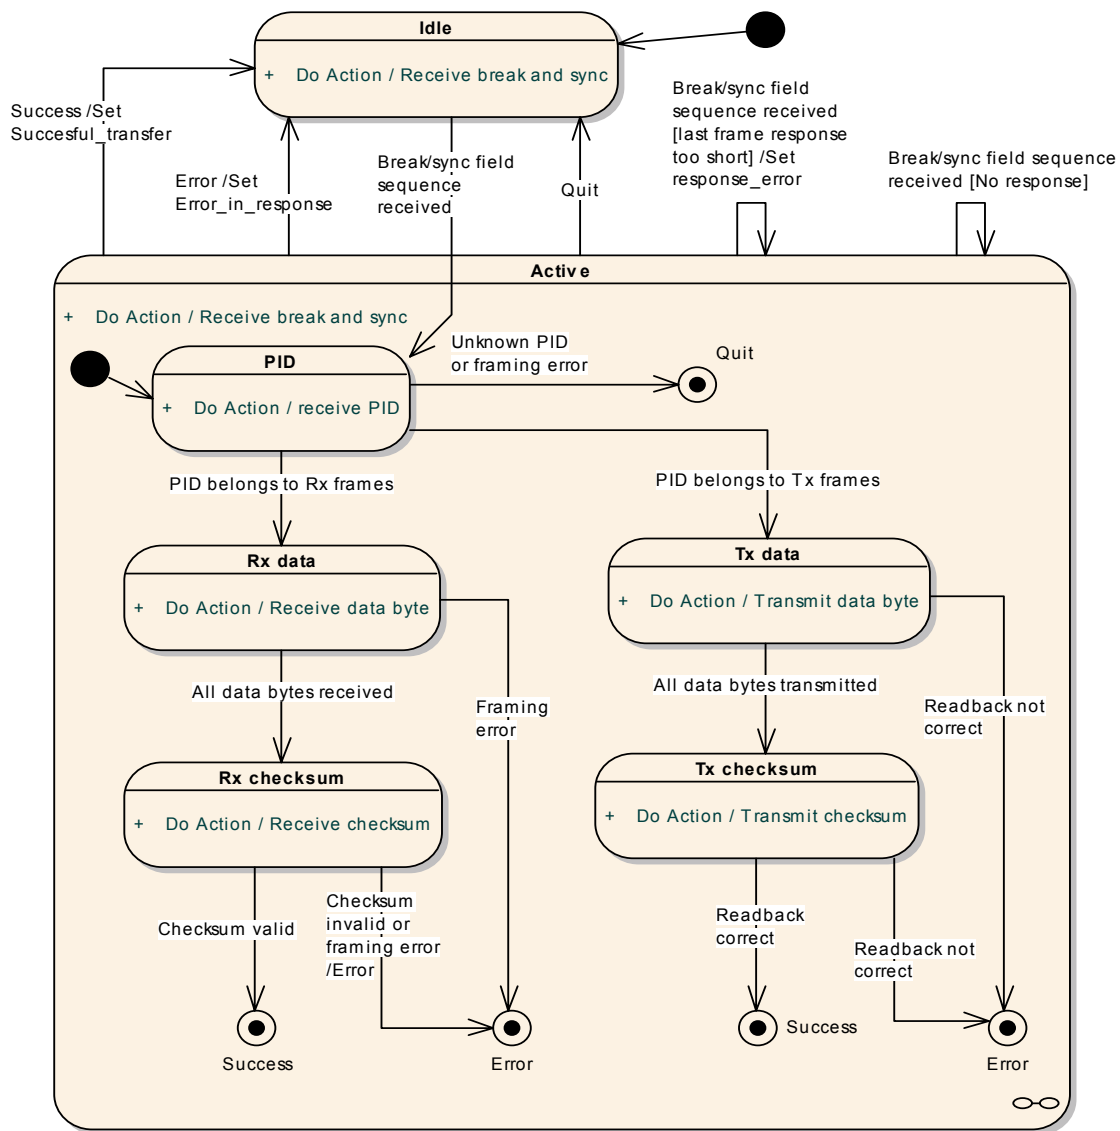 Idle
+ Do Action / Receive break and sync
Success /Set
Succesful_transfer
Error /Set
Error_in_response
Break/sync field
sequence
received
Quit
Break/sync field
sequence received
[last frame response
too short] /Set
response_error
Break/sync field sequence
received [No response]
Active
+ Do Action / Receive break and sync
PID
+ Do Action / receive PID
Unknown PID
or framing error
Quit
PID belongs to Rx frames
PID belongs to Tx frames
Rx data
+ Do Action / Receive data byte
Tx data
+ Do Action / Transmit data byte
All data bytes received
Framing
error
All data bytes transmitted
Readback not
correct
Rx checksum
+ Do Action / Receive checksum
Tx checksum
+ Do Action / Transmit checksum
Checksum valid
Checksum
invalid or
framing error
/Error
Readback
correct
Readback not
correct
Success
Error
Success
Error